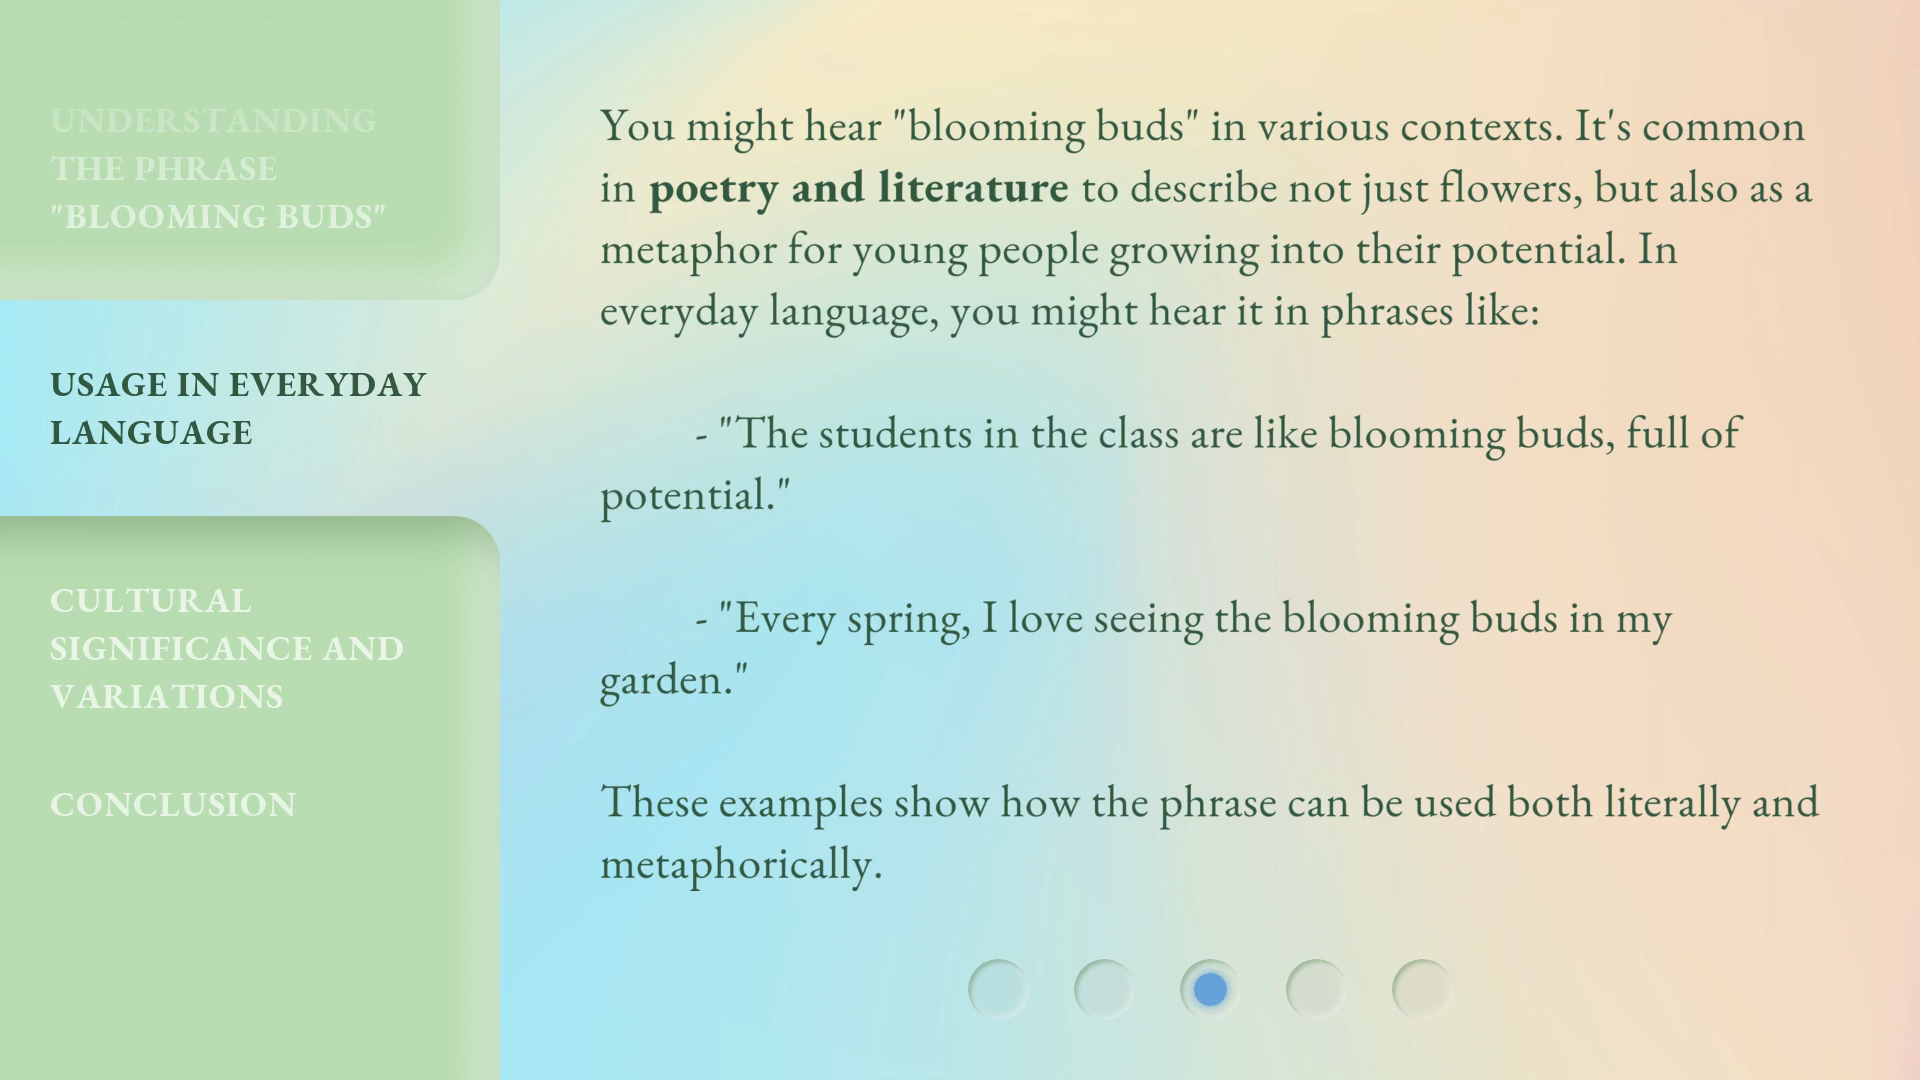 UNDERSTANDING
THE PHRASE
"BLOOMING BUDS"
USAGE IN EVERYDAY
LANGUAGE
CULTURAL
SIGNIFICANCE AND
VARIATIONS
CONCLUSION
You might hear "blooming buds" in various contexts. It's common
in poetry and literature to describe not just flowers, but also as a
metaphor for young people growing into their potential. In
everyday language, you might hear it in phrases like:
- "The students in the class are like blooming buds, full of
potential."
- "Every spring, I love seeing the blooming buds in my
garden."
These examples show how the phrase can be used both literally and
metaphorically.